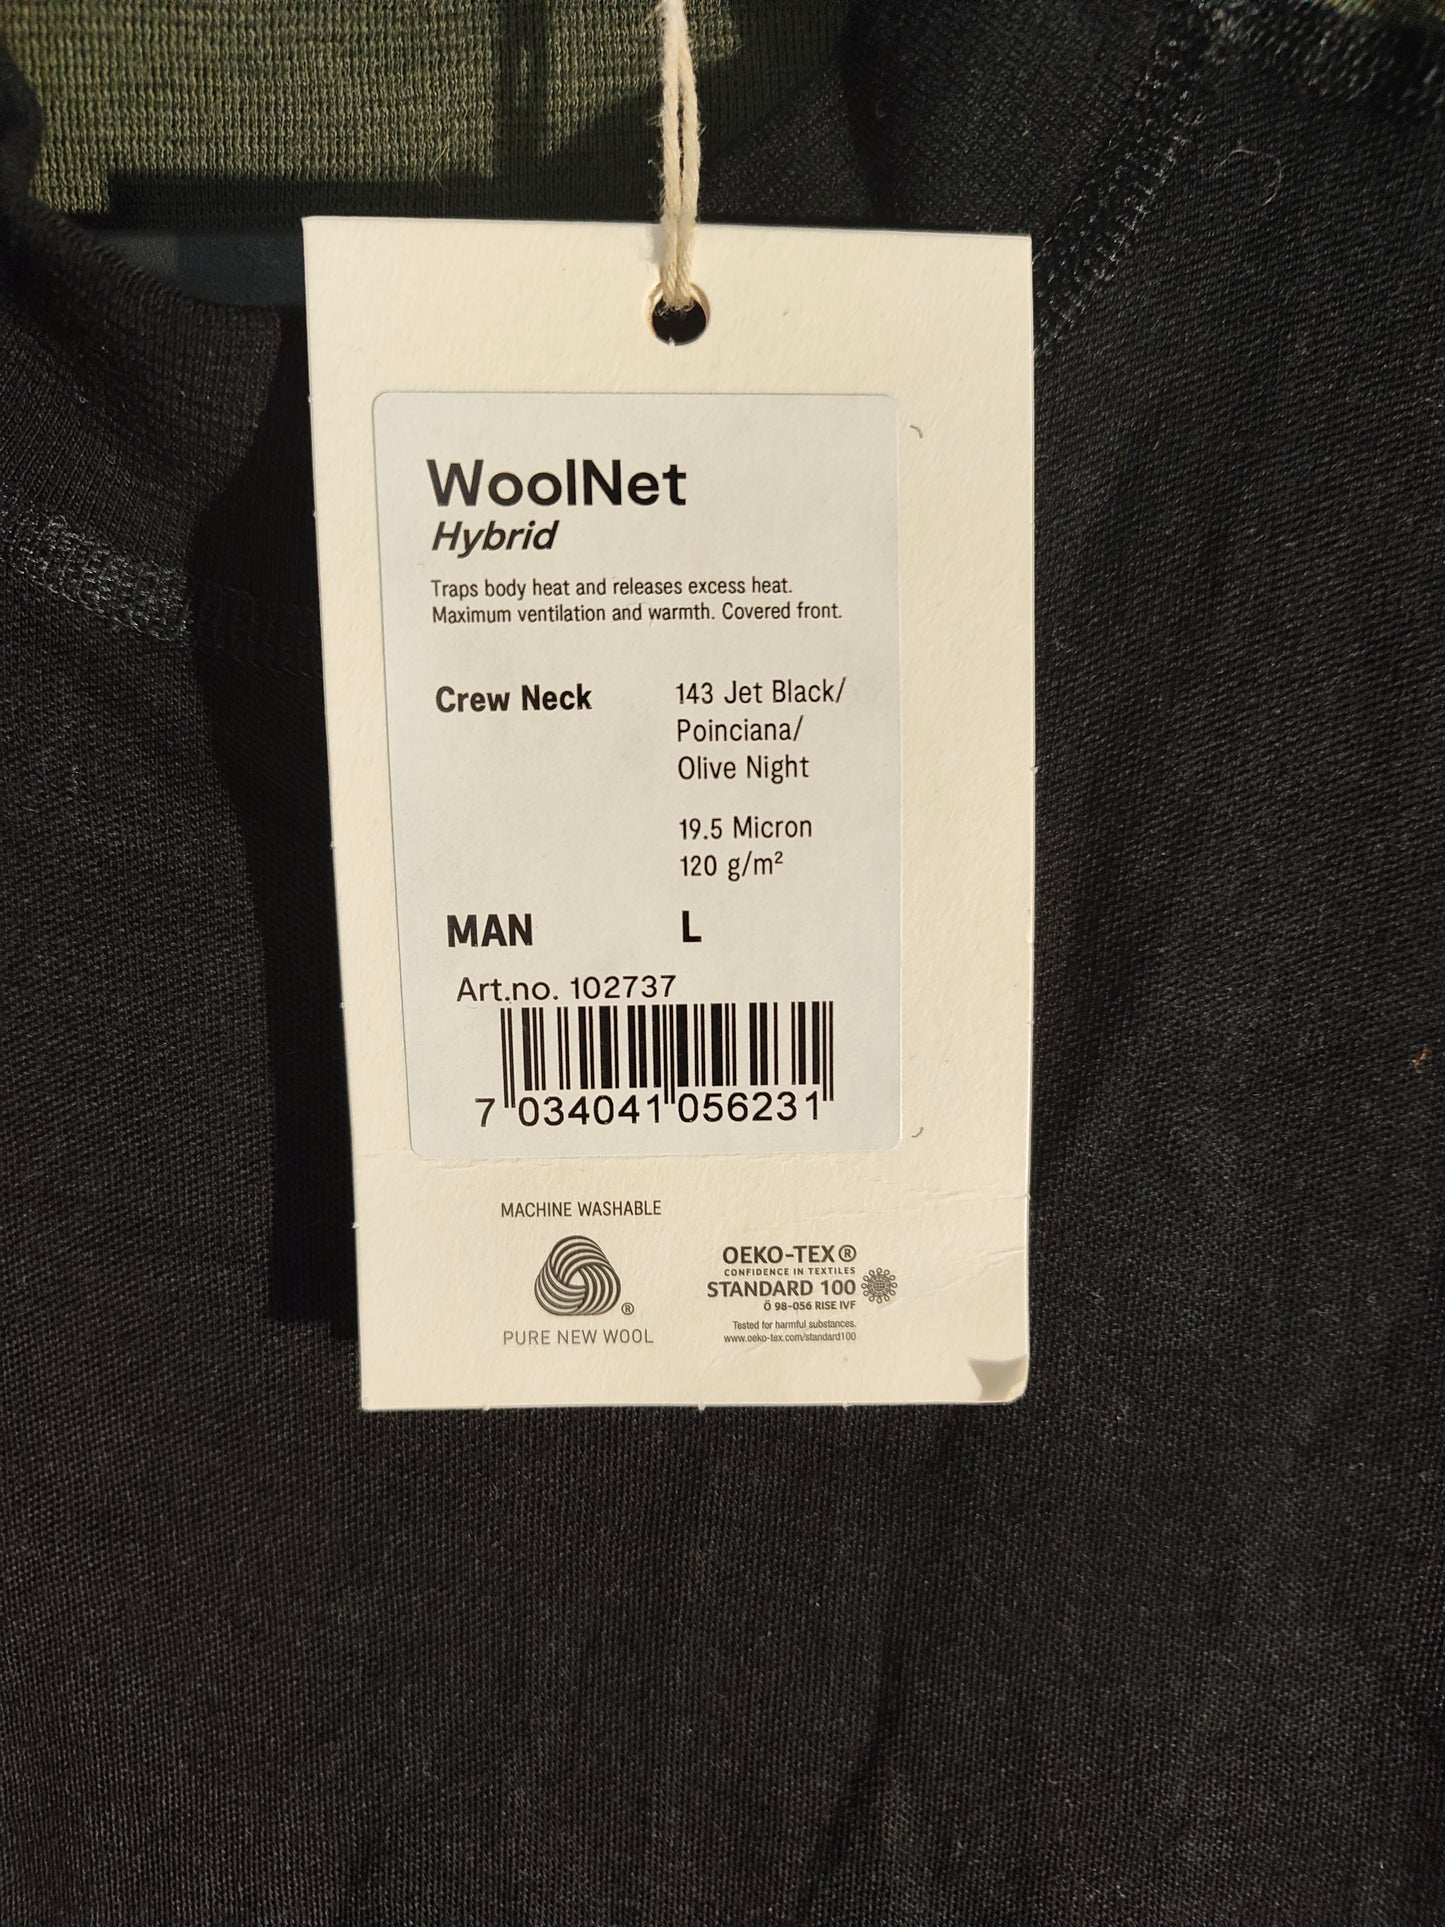 WoolNet
Hybrid
Traps body heat and releases excess heat.
Maximum ventilation and warmth. Covered front.
Crew Neck
143 Jet Black/
Poinciana/
Olive Night
19.5 Micron
120 g/m²
MAN L
Art.no. 102737
7 034041 056231
MACHINE WASHABLE
®
PURE NEW WOOL
OEKO-TEX®
CONFIDENCE IN TEXTILES
STANDARD 100
Ö 98-056 RISE IVF
Tested for harmful substances.
www.oeko-tex.com/standard100